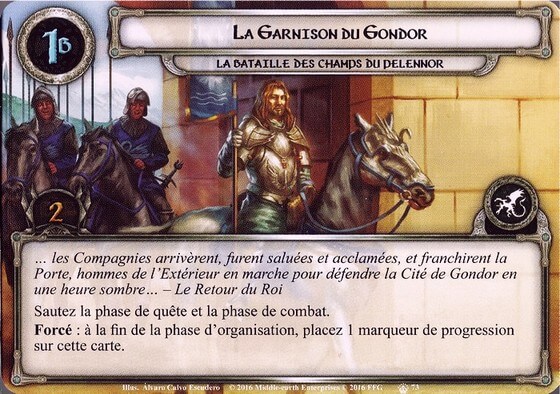 La Garnison du Gondor
1B
La Bataille des Champs du Pelennor
2
… les Compagnies arrivèrent, furent saluées et acclamées, et franchirent la
Porte, hommes de l'Extérieur en marche pour défendre la Cité de Gondor en
une heure sombre… – Le Retour du Roi
Sautez la phase de quête et la phase de combat.
Forcé : à la fin de la phase d'organisation, placez 1 marqueur de progression
sur cette carte.
Illus. Álvaro Calvo Escudero © 2016 Middle-earth Enterprises © 2016 FFG 73